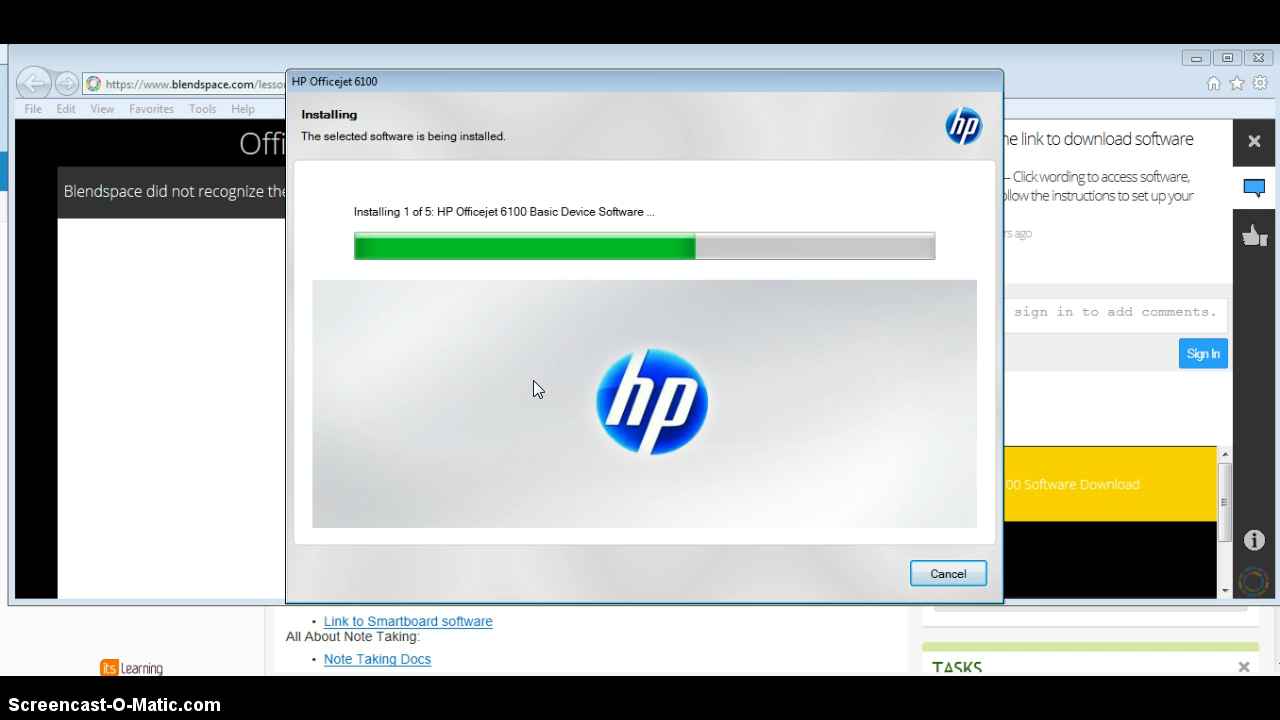 https://www.blendspace.com/lesso
File Edit View Favorites Tools Help
HP Officejet 6100
Installing
The selected software is being installed.
hp
Installing 1 of 5: HP Officejet 6100 Basic Device Software ...
hp
Cancel
Offi
Blendspace did not recognize the
he link to download software
– Click wording to access software,
ollow the instructions to set up your
rs ago
sign in to add comments.
Sign In
00 Software Download
• Link to Smartboard software
All About Note Taking:
• Note Taking Docs
its Learning
TASKS
Screencast-O-Matic.com